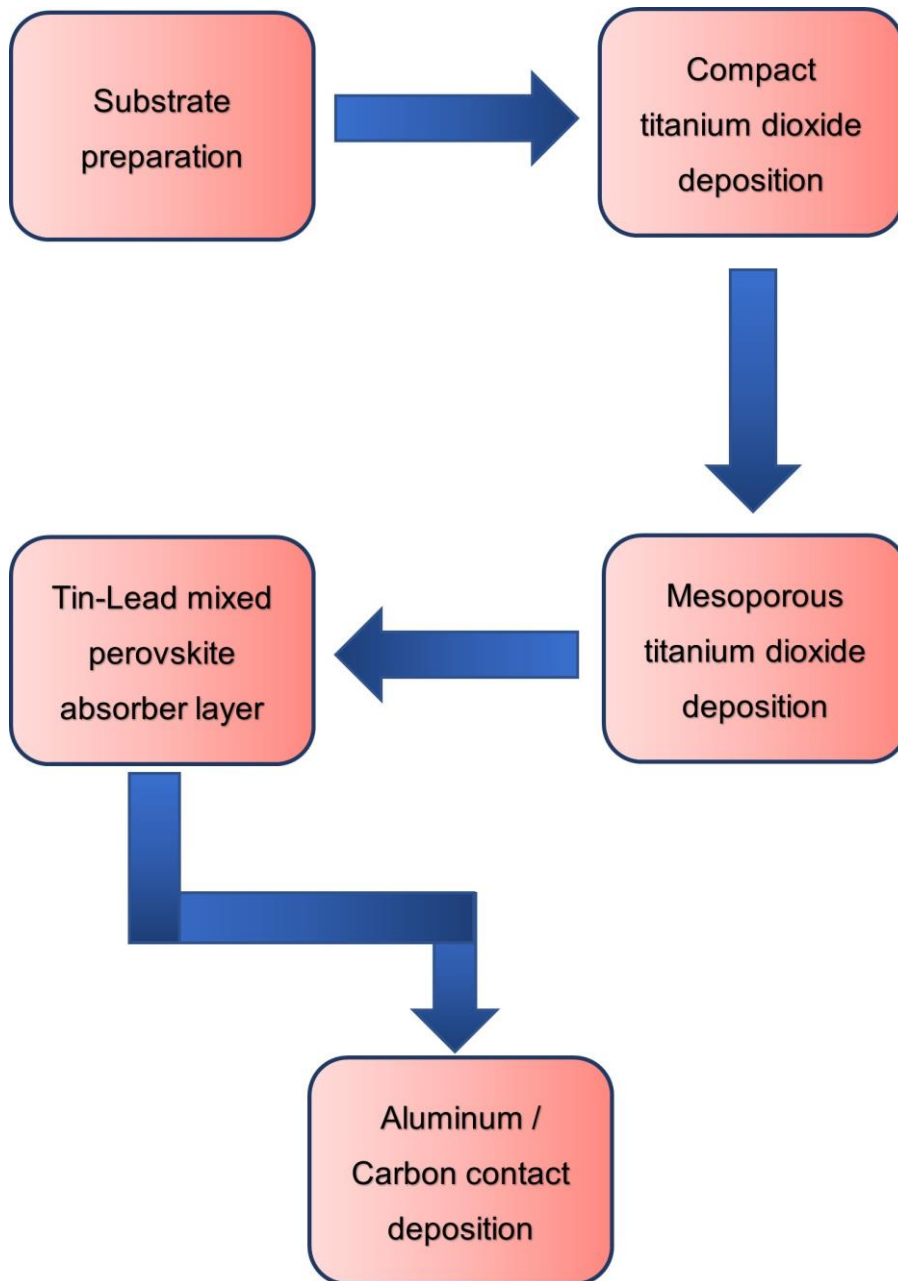 Substrate
preparation
Compact
titanium dioxide
deposition
Mesoporous
titanium dioxide
deposition
Tin-Lead mixed
perovskite
absorber layer
Aluminum /
Carbon contact
deposition